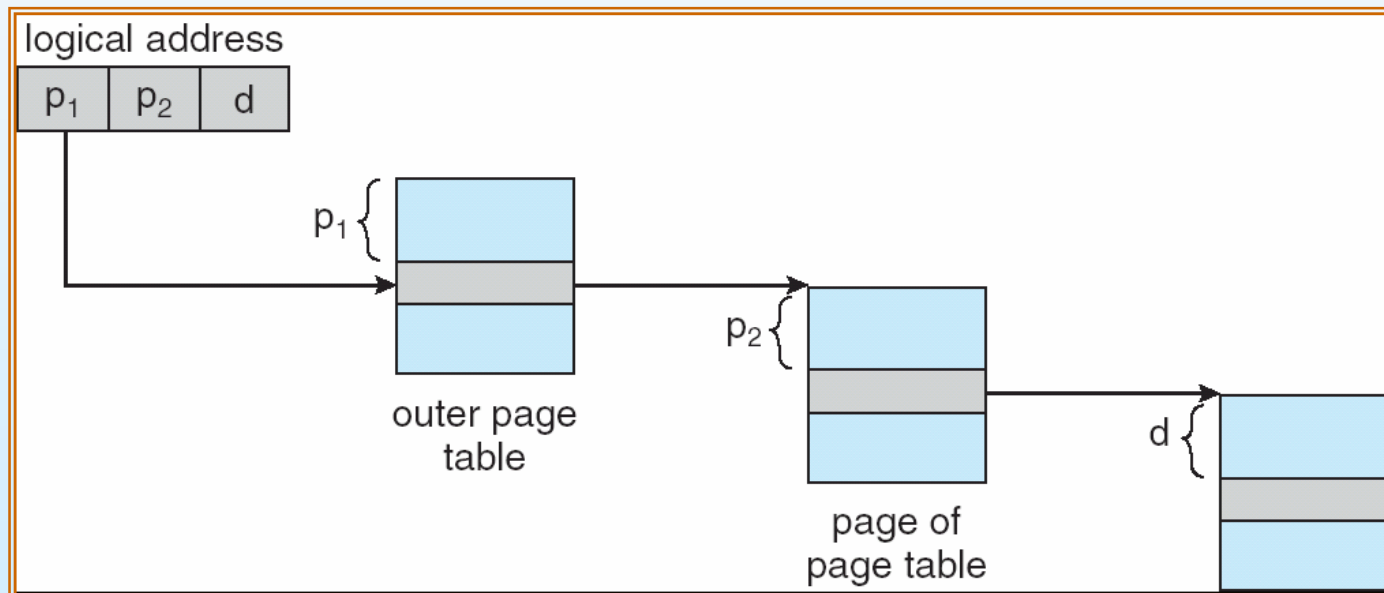 logical address
p₁ p₂ d
p₁
outer page
table
p₂
page of
page table
d